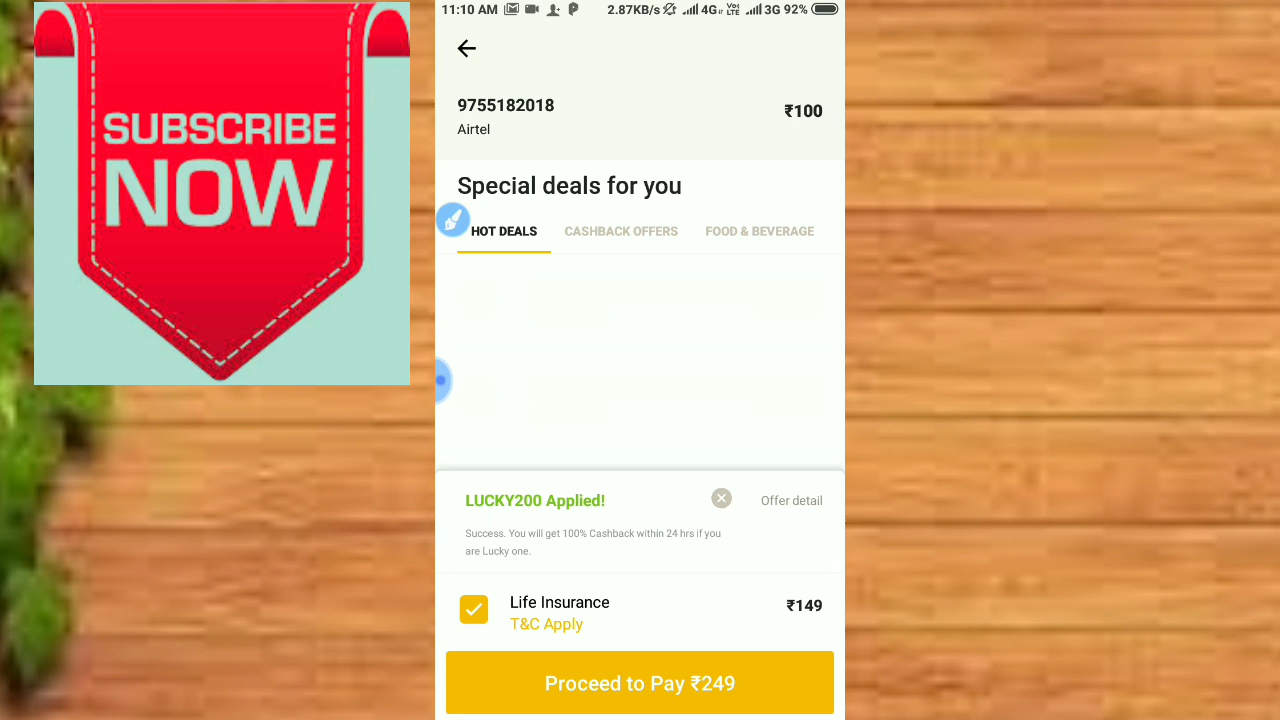 SUBSCRIBE
NOW
11:10 AM 2.87KB/s 4G VoLTE 3G 92%
9755182018 ₹100
Airtel
Special deals for you
HOT DEALS CASHBACK OFFERS FOOD & BEVERAGE
LUCKY200 Applied! Offer detail
Success. You will get 100% Cashback within 24 hrs if you
are Lucky one.
Life Insurance ₹149
T&C Apply
Proceed to Pay ₹249